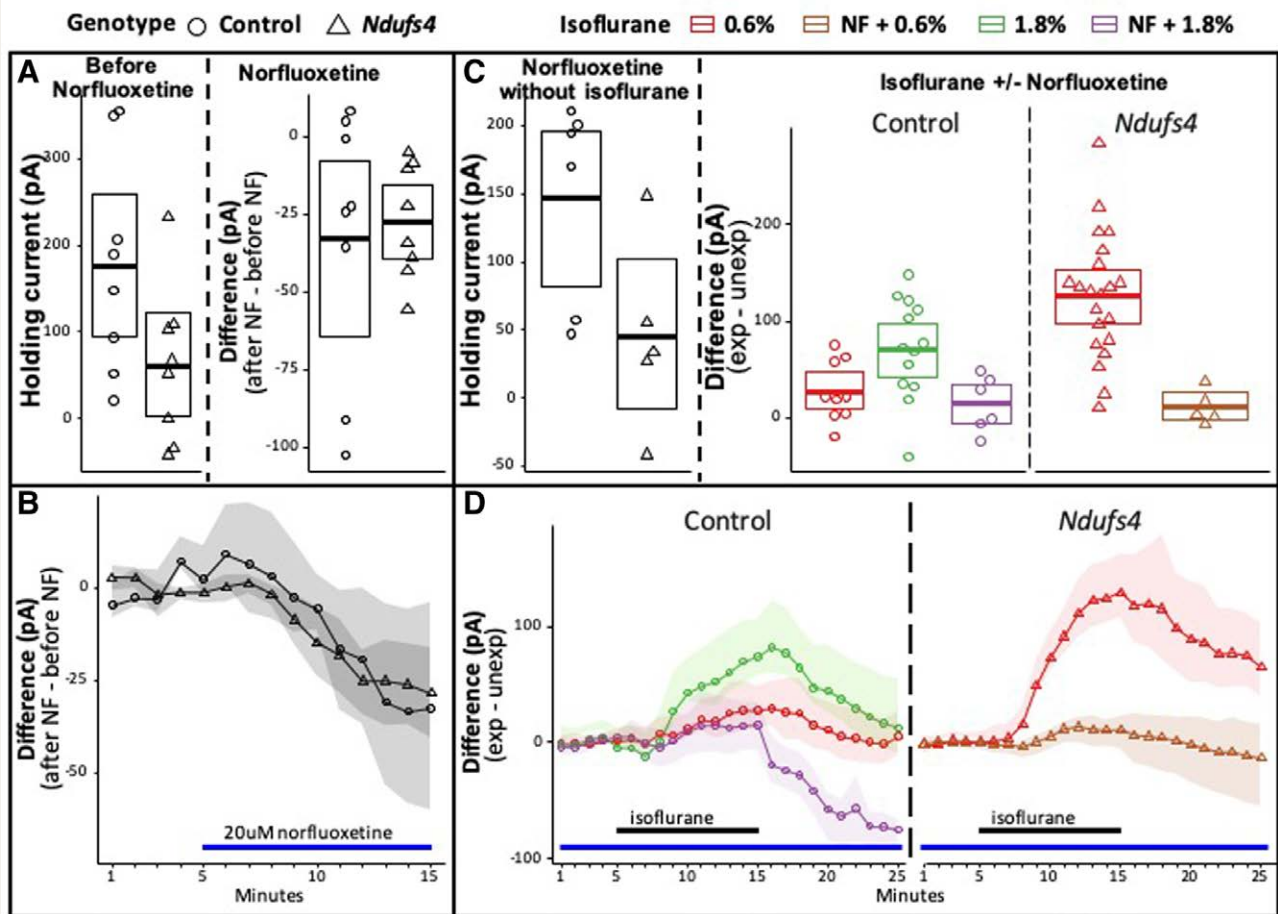 Genotype Control Ndufs4 Isoflurane 0.6% NF + 0.6% 1.8% NF + 1.8%
A
Before
Norfluoxetine
Norfluoxetine
Holding current (pA)
300
200
100
0
Difference (pA)
(after NF - before NF)
0
-25
-50
-75
-100
C
Norfluoxetine
without isoflurane
Isoflurane +/- Norfluoxetine
Control
Ndufs4
Holding current (pA)
200
150
100
50
0
-50
Difference (pA)
(exp - unexp)
200
100
0
B
Difference (pA)
(after NF - before NF)
0
-25
-50
20uM norfluoxetine
1 5 10 15
Minutes
D
Control
Ndufs4
Difference (pA)
(exp - unexp)
100
0
-100
isoflurane
isoflurane
1 5 10 15 20 25 1 5 10 15 20 25
Minutes